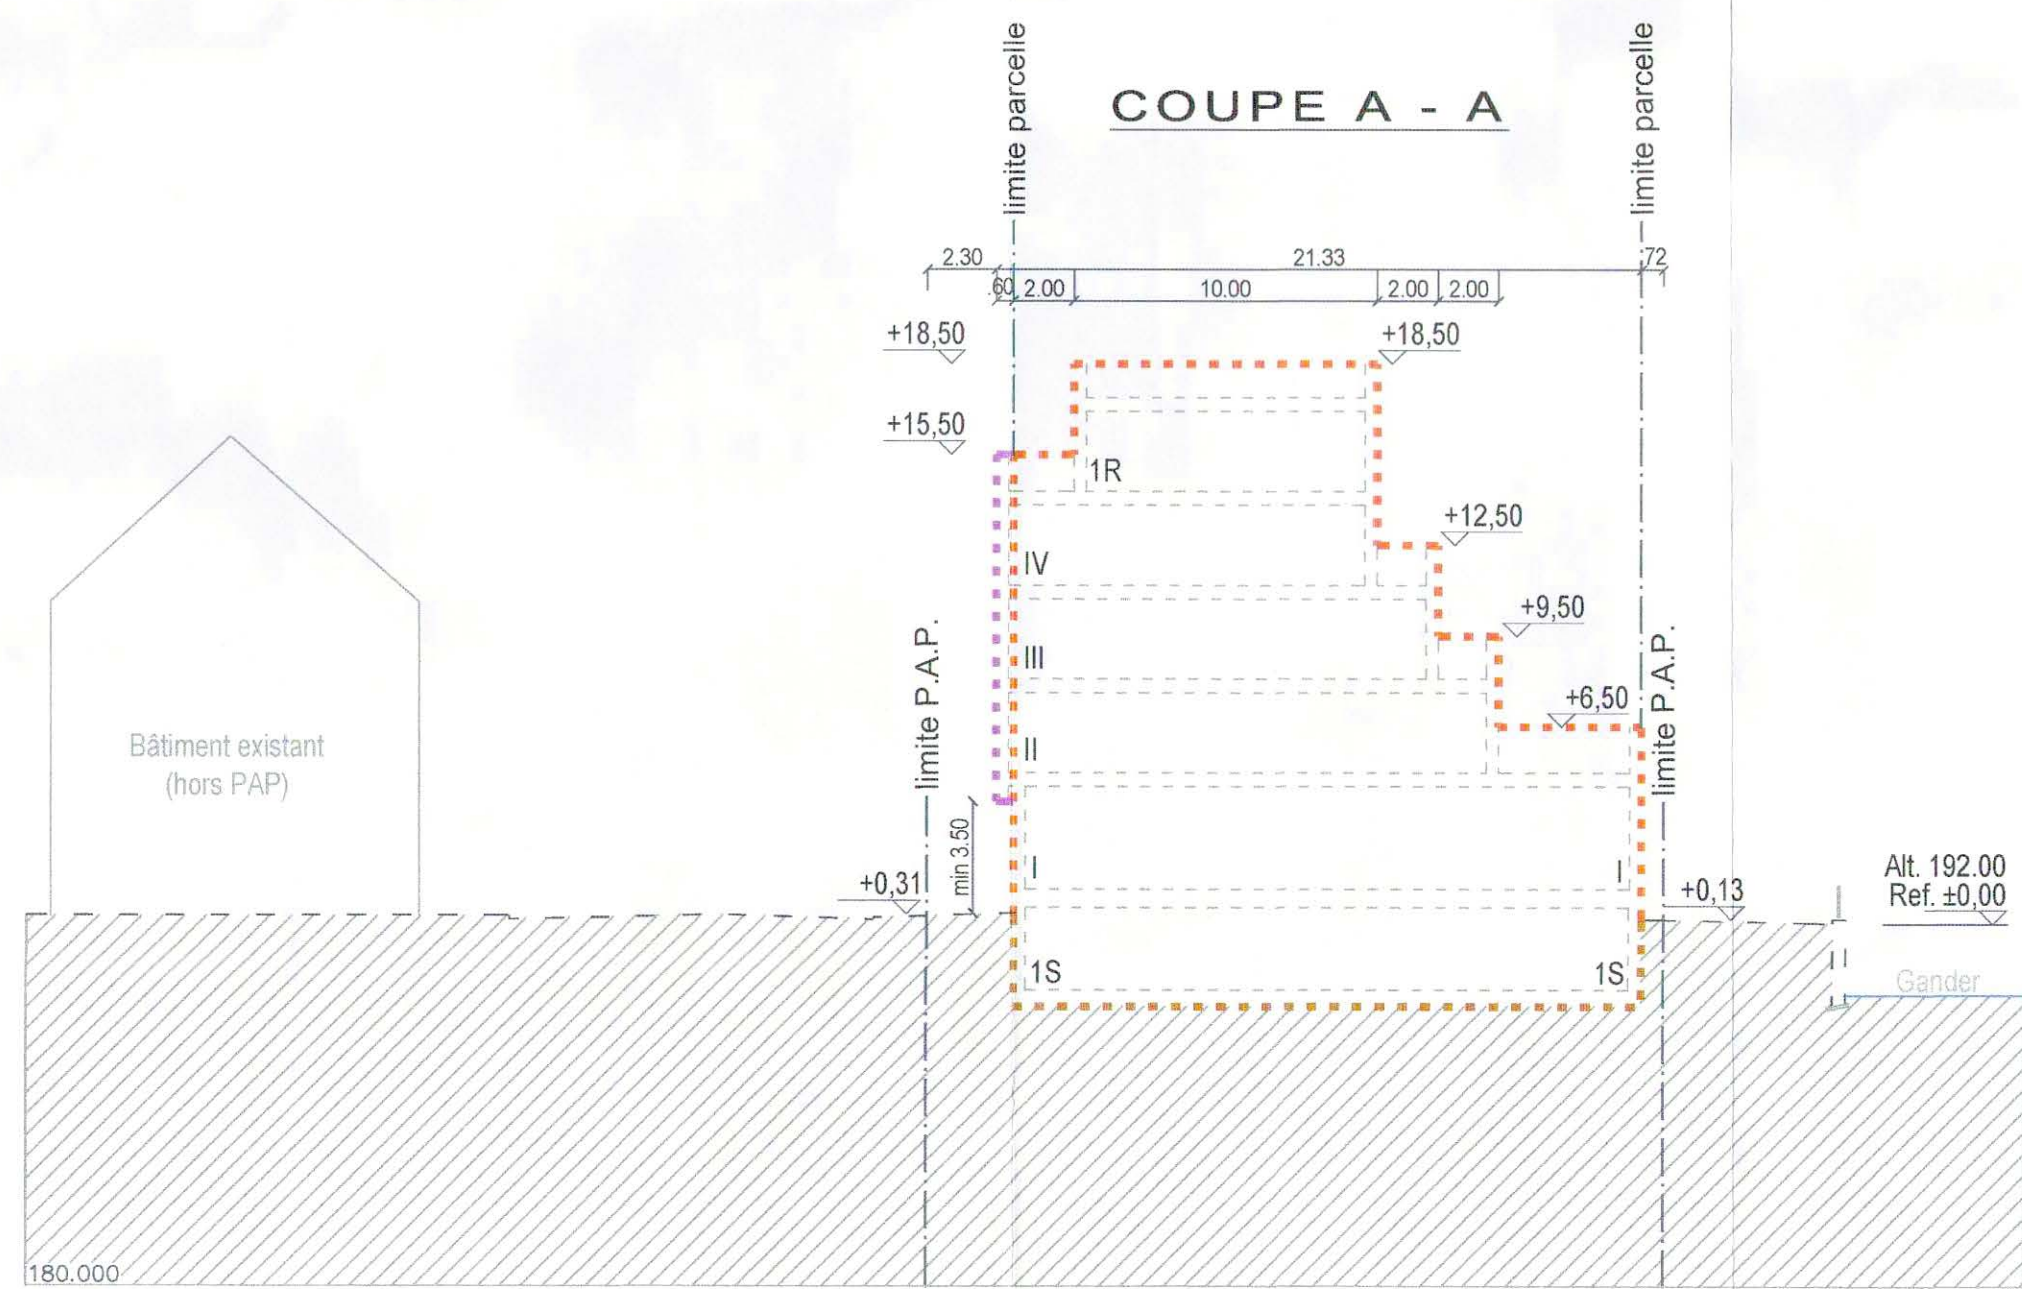 limite parcelle
limite parcelle
COUPE A - A
2.30
21.33
72
.60
2.00
10.00
2.00
2.00
+18,50
+18,50
+15,50
1R
+12,50
IV
+9,50
III
limite P.A.P.
limite P.A.P.
+6,50
Bâtiment existant
(hors PAP)
II
min 3.50
I
I
+0,31
+0,13
Alt. 192.00
Ref. ±0,00
1S
1S
Gander
180.000